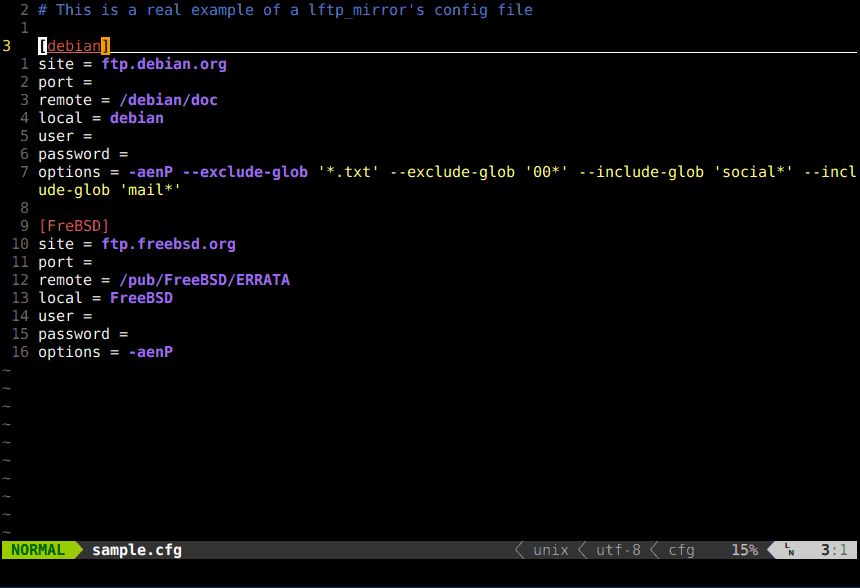 2 # This is a real example of a lftp_mirror's config file
1
3 [debian]
1 site = ftp.debian.org
2 port =
3 remote = /debian/doc
4 local = debian
5 user =
6 password =
7 options = -aenP --exclude-glob '*.txt' --exclude-glob '00*' --include-glob 'social*' --incl
ude-glob 'mail*'
8
9 [FreBSD]
10 site = ftp.freebsd.org
11 port =
12 remote = /pub/FreeBSD/ERRATA
13 local = FreeBSD
14 user =
15 password =
16 options = -aenP
~
~
~
~
~
~
~
~
~
~
NORMAL sample.cfg unix utf-8 cfg 15% LN 3:1